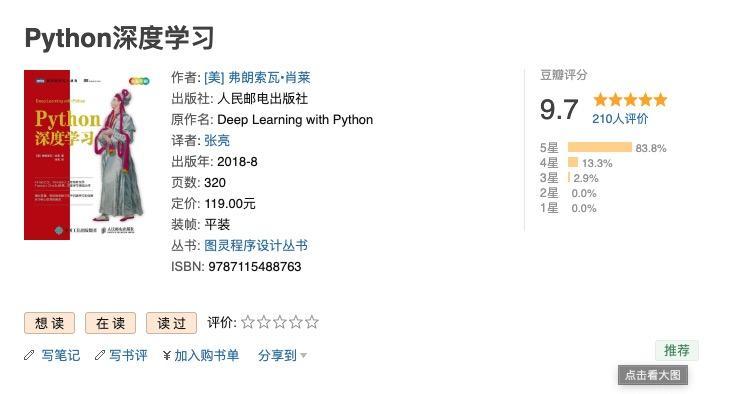 Python深度学习
Deep Learning with Python
Python
深度学习
作者: [美] 弗朗索瓦•肖莱
出版社: 人民邮电出版社
原作名: Deep Learning with Python
译者: 张亮
出版年: 2018-8
页数: 320
定价: 119.00元
装帧: 平装
丛书: 图灵程序设计丛书
ISBN: 9787115488763
豆瓣评分
9.7
210人评价
5星 83.8%
4星 13.3%
3星 2.9%
2星 0.0%
1星 0.0%
想读 在读 读过 评价:
写笔记 写书评 ¥ 加入购书单 分享到
推荐
点击看大图